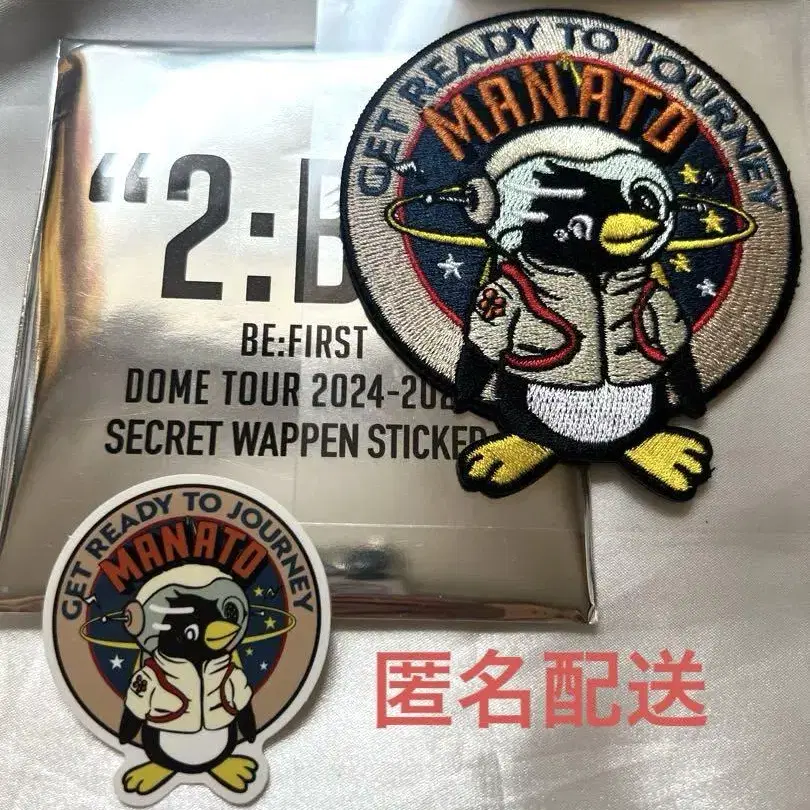 GET READY TO JOURNEY
MANATO
"2:B
BE:FIRST
DOME TOUR 2024-202
SECRET WAPPEN STICKER
GET READY TO JOURNEY
MANATO
匿名配送